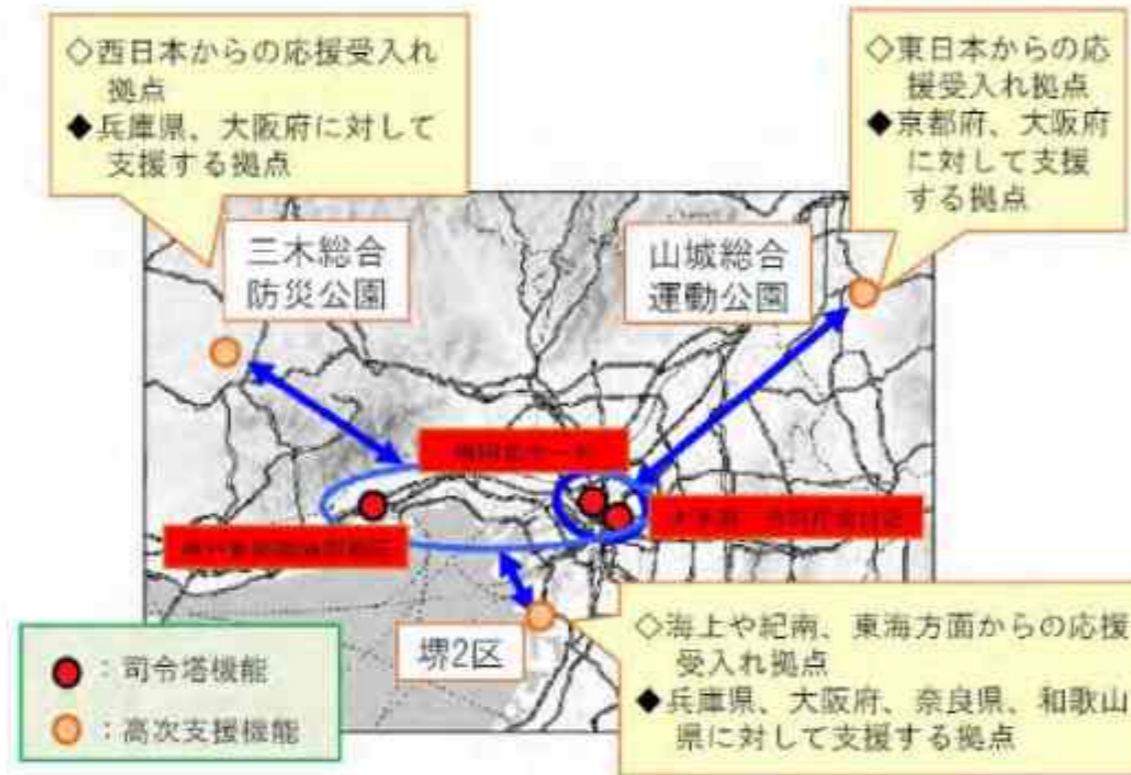 ◇西日本からの応援受入れ
拠点
◆兵庫県、大阪府に対して
支援する拠点
◇東日本からの応
援受入れ拠点
◆京都府、大阪府
に対して支援
する拠点
三木総合
防災公園
山城総合
運動公園
堺2区
◇海上や紀南、東海方面からの応援
受入れ拠点
◆兵庫県、大阪府、奈良県、和歌山
県に対して支援する拠点
：司令塔機能
：高次支援機能